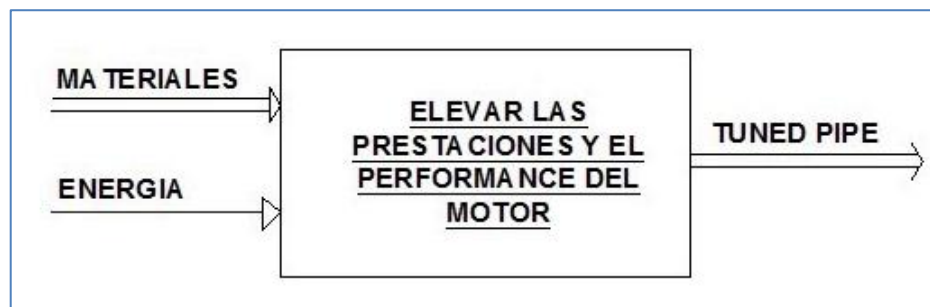 MATERIALES
ENERGIA
ELEVAR LAS
PRESTACIONES Y EL
PERFORMANCE DEL
MOTOR
TUNED PIPE